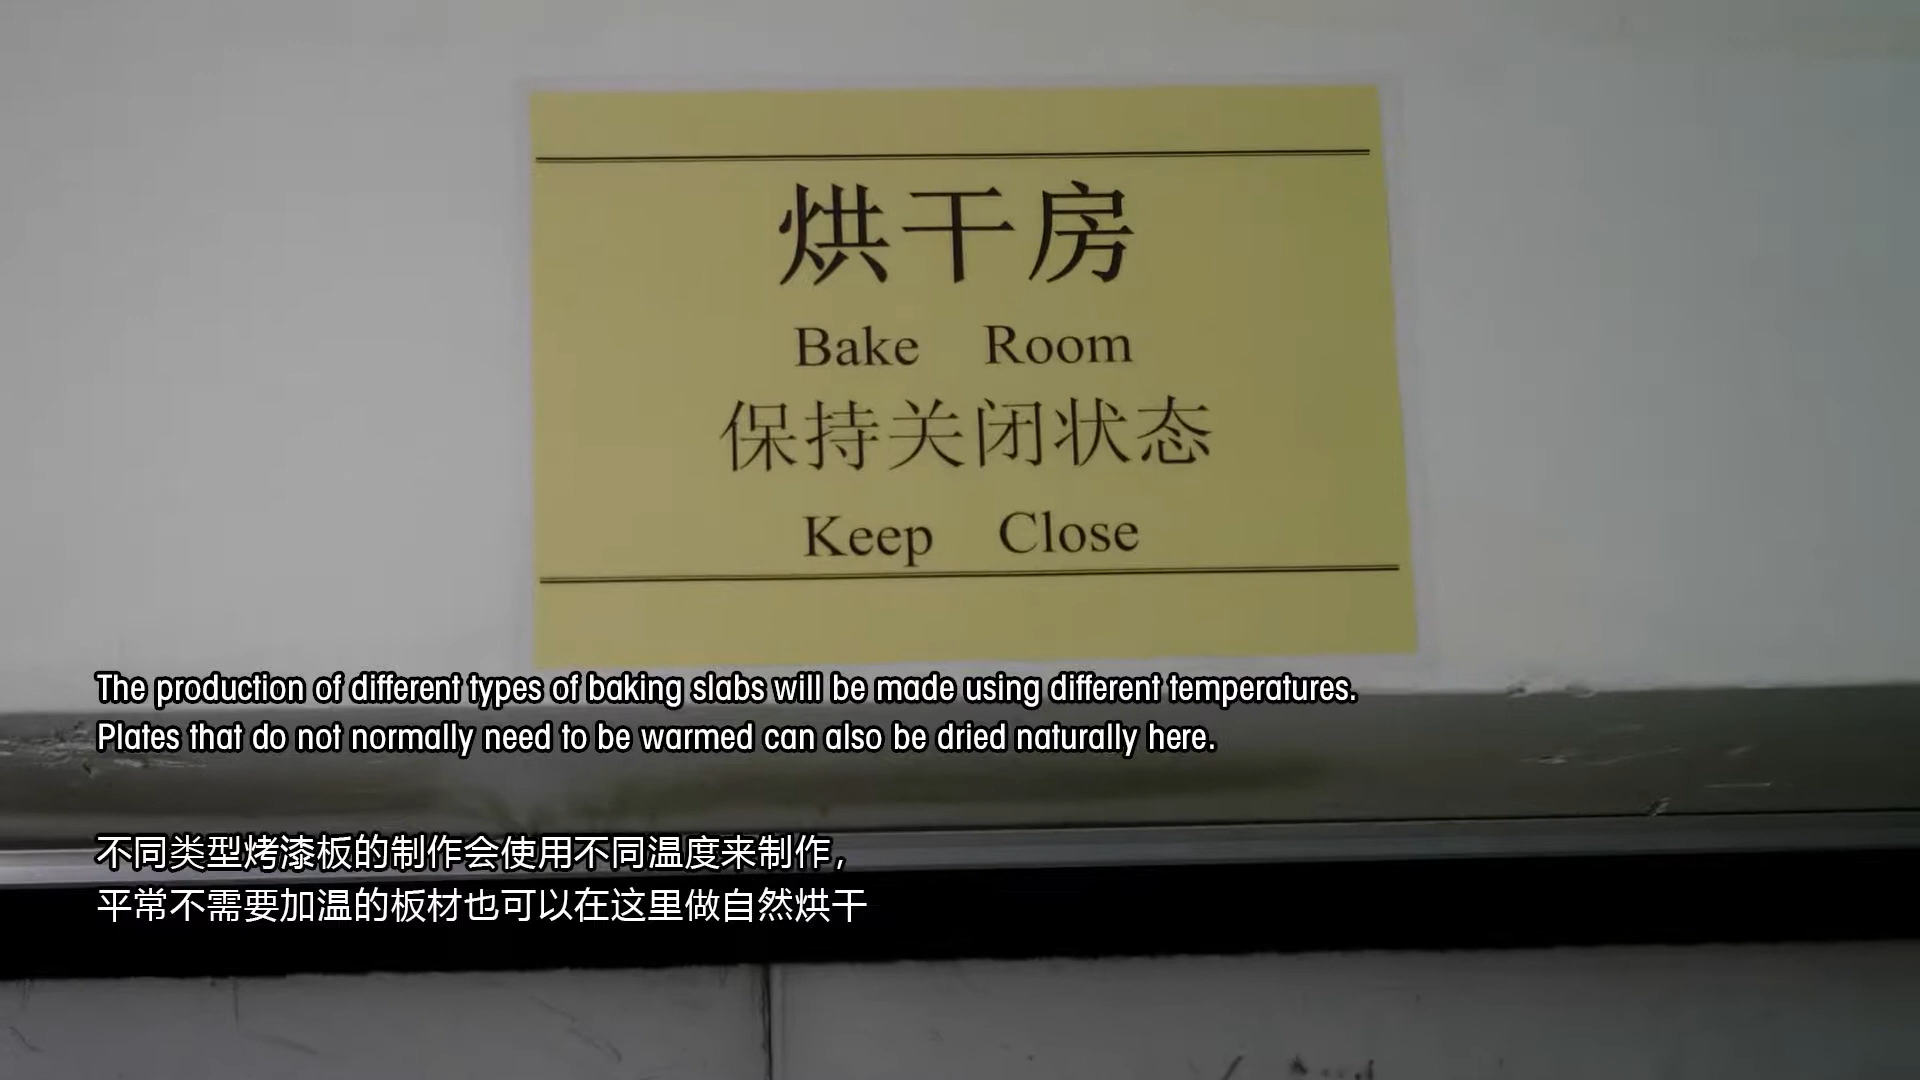 烘干房
Bake Room
保持关闭状态
Keep Close
The production of different types of baking slabs will be made using different temperatures.
Plates that do not normally need to be warmed can also be dried naturally here.
不同类型烤漆板的制作会使用不同温度来制作，
平常不需要加温的板材也可以在这里做自然烘干